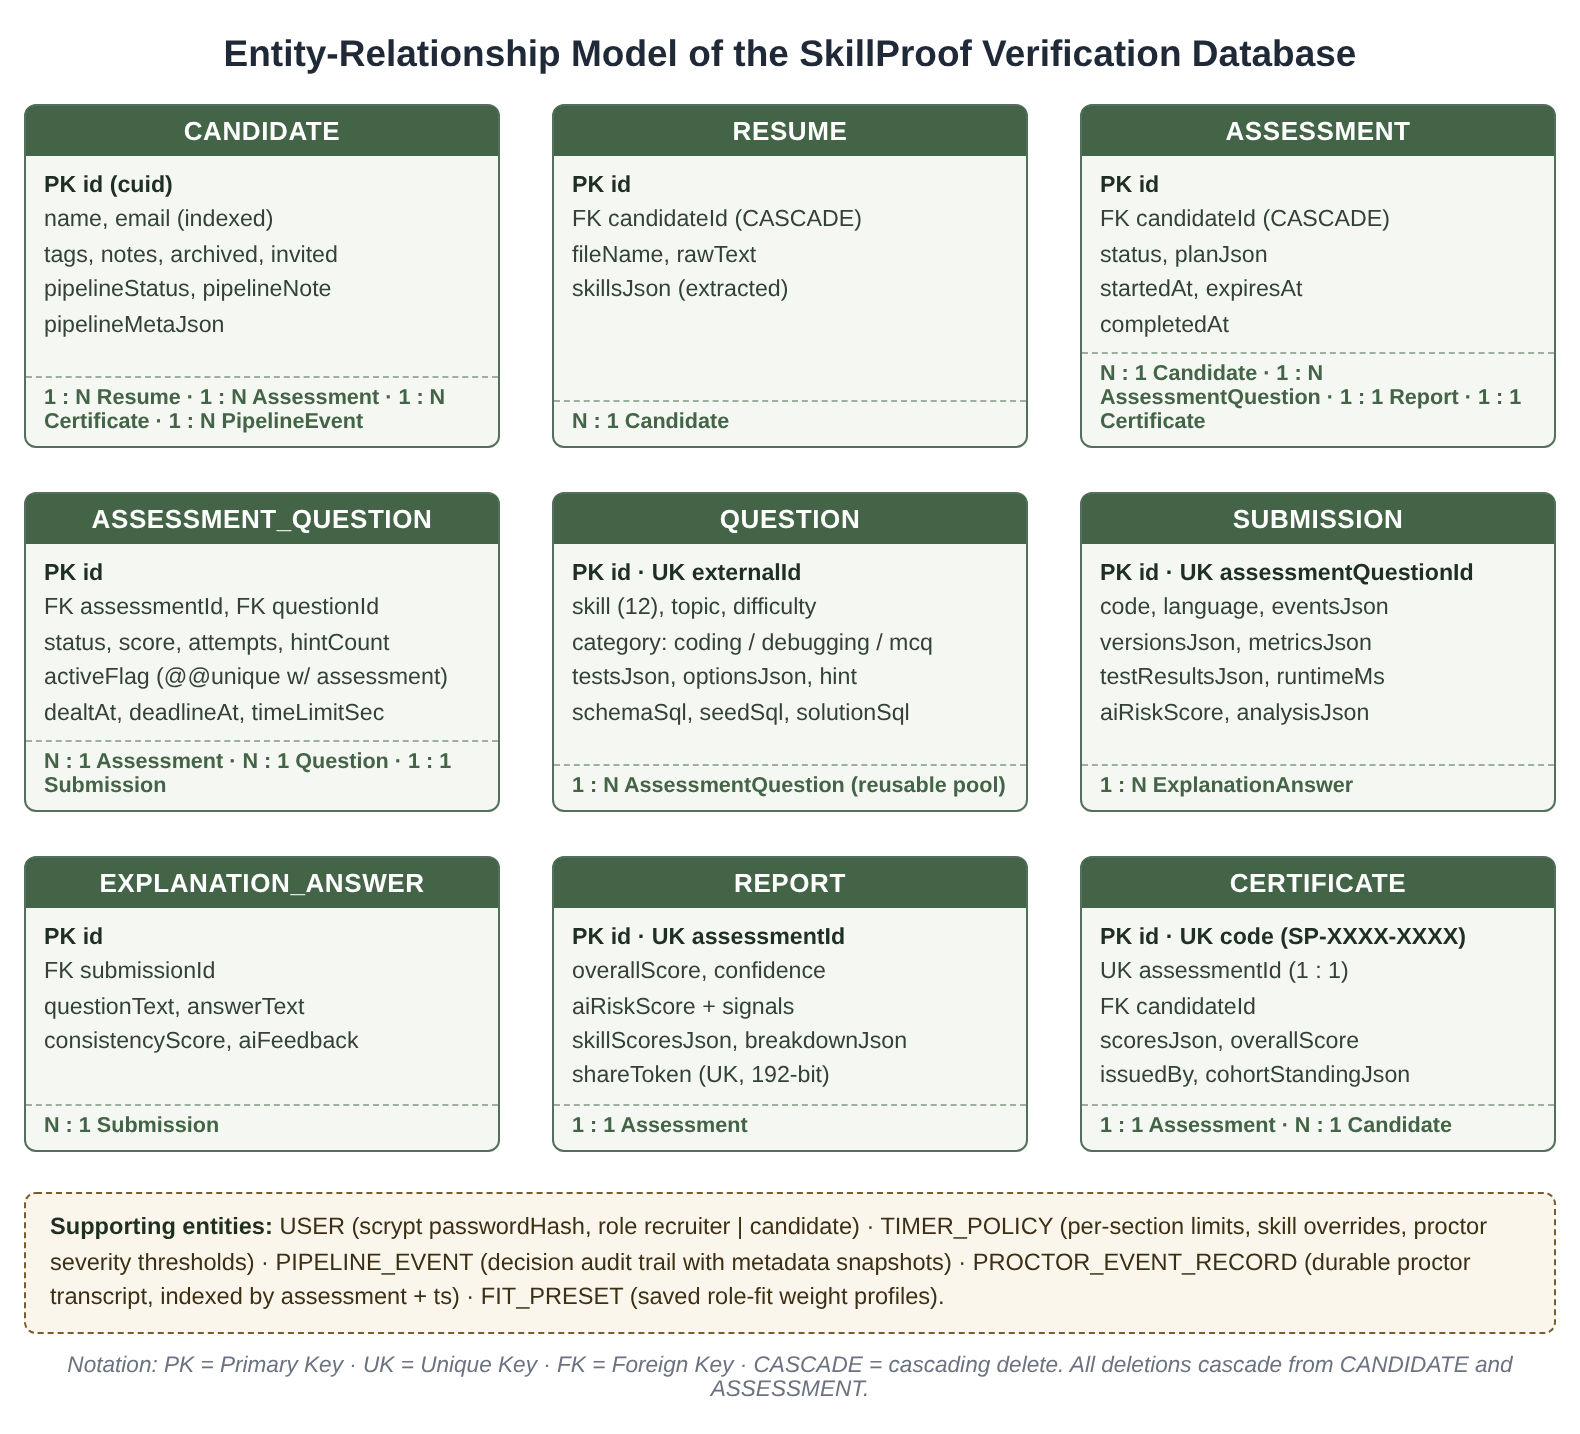 Entity-Relationship Model of the SkillProof Verification Database
CANDIDATE
PK id (cuid)
name, email (indexed)
tags, notes, archived, invited
pipelineStatus, pipelineNote
pipelineMetaJson
1 : N Resume · 1 : N Assessment · 1 : N
Certificate · 1 : N PipelineEvent
RESUME
PK id
FK candidateId (CASCADE)
fileName, rawText
skillsJson (extracted)
N : 1 Candidate
ASSESSMENT
PK id
FK candidateId (CASCADE)
status, planJson
startedAt, expiresAt
completedAt
N : 1 Candidate · 1 : N
AssessmentQuestion · 1 : 1 Report · 1 : 1
Certificate
ASSESSMENT_QUESTION
PK id
FK assessmentId, FK questionId
status, score, attempts, hintCount
activeFlag (@@unique w/ assessment)
dealtAt, deadlineAt, timeLimitSec
N : 1 Assessment · N : 1 Question · 1 : 1
Submission
QUESTION
PK id · UK externalId
skill (12), topic, difficulty
category: coding / debugging / mcq
testsJson, optionsJson, hint
schemaSql, seedSql, solutionSql
1 : N AssessmentQuestion (reusable pool)
SUBMISSION
PK id · UK assessmentQuestionId
code, language, eventsJson
versionsJson, metricsJson
testResultsJson, runtimeMs
aiRiskScore, analysisJson
1 : N ExplanationAnswer
EXPLANATION_ANSWER
PK id
FK submissionId
questionText, answerText
consistencyScore, aiFeedback
N : 1 Submission
REPORT
PK id · UK assessmentId
overallScore, confidence
aiRiskScore + signals
skillScoresJson, breakdownJson
shareToken (UK, 192-bit)
1 : 1 Assessment
CERTIFICATE
PK id · UK code (SP-XXXX-XXXX)
UK assessmentId (1 : 1)
FK candidateId
scoresJson, overallScore
issuedBy, cohortStandingJson
1 : 1 Assessment · N : 1 Candidate
Supporting entities: USER (scrypt passwordHash, role recruiter | candidate) · TIMER_POLICY (per-section limits, skill overrides, proctor
severity thresholds) · PIPELINE_EVENT (decision audit trail with metadata snapshots) · PROCTOR_EVENT_RECORD (durable proctor
transcript, indexed by assessment + ts) · FIT_PRESET (saved role-fit weight profiles).
Notation: PK = Primary Key · UK = Unique Key · FK = Foreign Key · CASCADE = cascading delete. All deletions cascade from CANDIDATE and
ASSESSMENT.